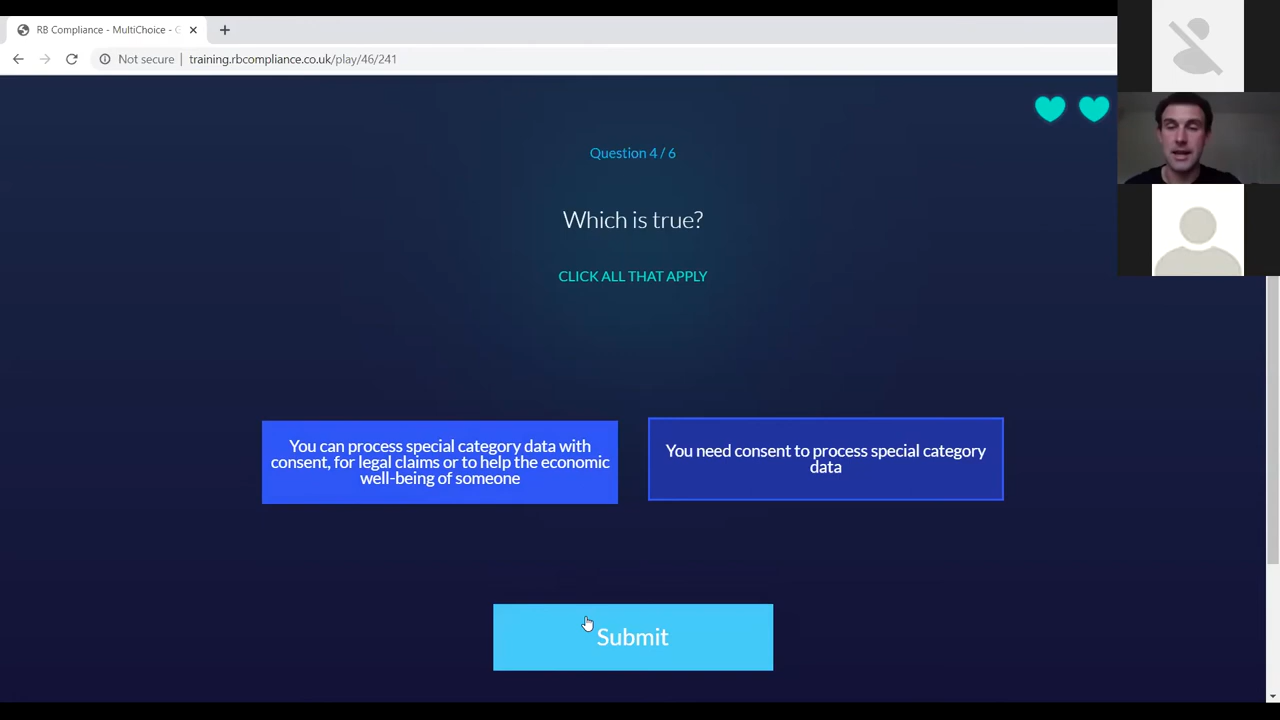 RB Compliance - MultiChoice - G
Not secure
training.rbcompliance.co.uk/play/46/241
Question 4 / 6
Which is true?
CLICK ALL THAT APPLY
You can process special category data with
consent, for legal claims or to help the economic
well-being of someone
You need consent to process special category
data
Submit